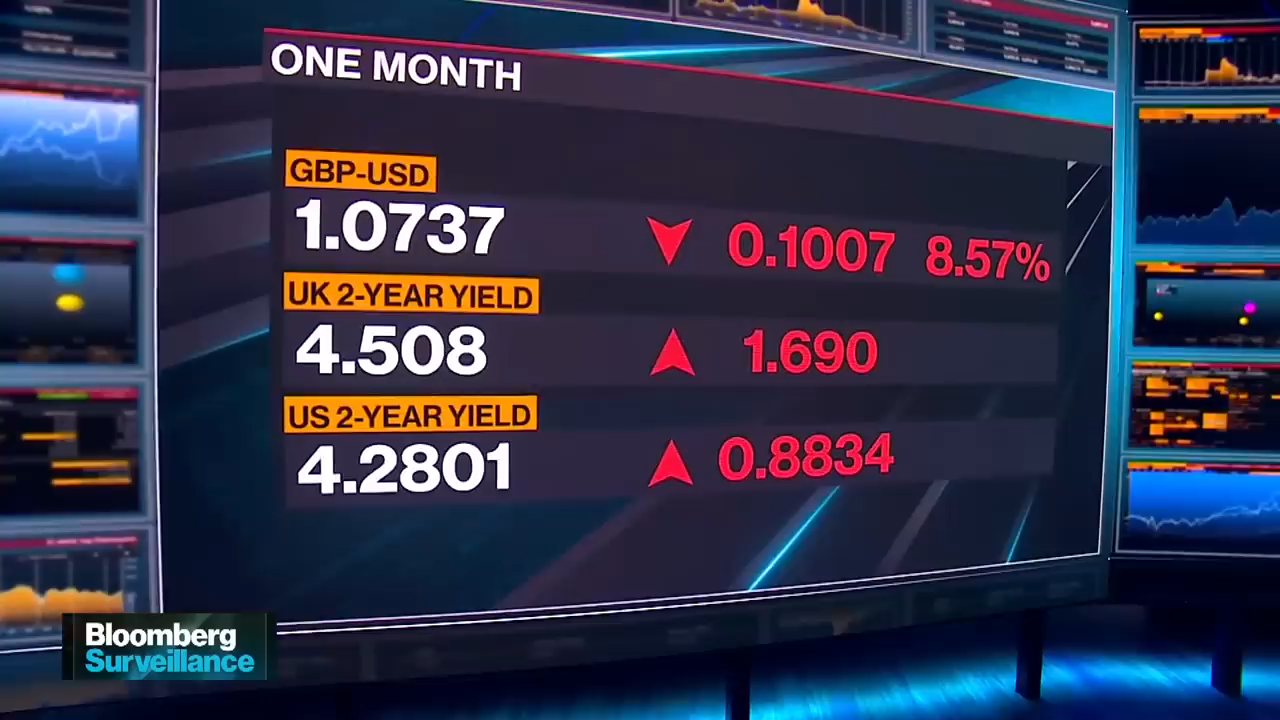 ONE MONTH
GBP-USD
1.0737 ▼ 0.1007 8.57%
UK 2-YEAR YIELD
4.508 ▲ 1.690
US 2-YEAR YIELD
4.2801 ▲ 0.8834
Bloomberg
Surveillance